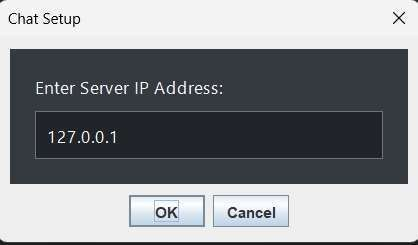 Chat Setup
Enter Server IP Address:
127.0.0.1
OK
Cancel